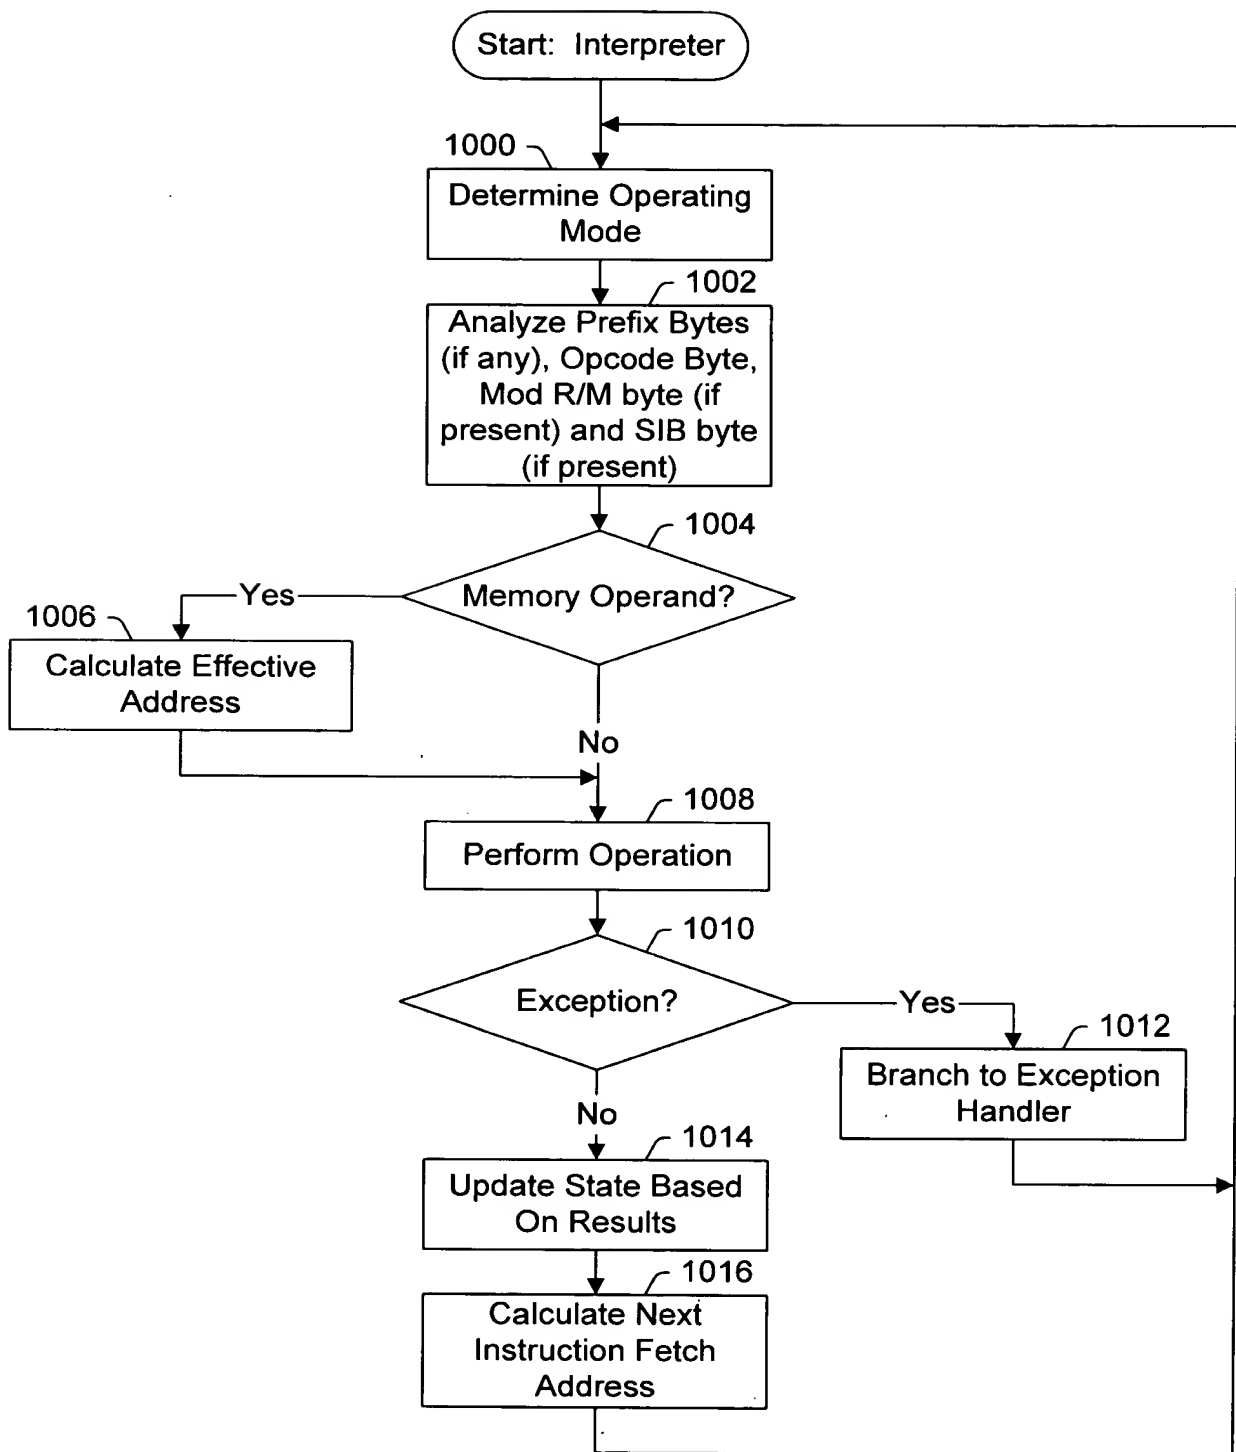 Start: Interpreter
1000
Determine Operating
Mode
1002
Analyze Prefix Bytes
(if any), Opcode Byte,
Mod R/M byte (if
present) and SIB byte
(if present)
1004
Memory Operand?
Yes
1006
Calculate Effective
Address
No
1008
Perform Operation
1010
Exception?
Yes
1012
Branch to Exception
Handler
No
1014
Update State Based
On Results
1016
Calculate Next
Instruction Fetch
Address